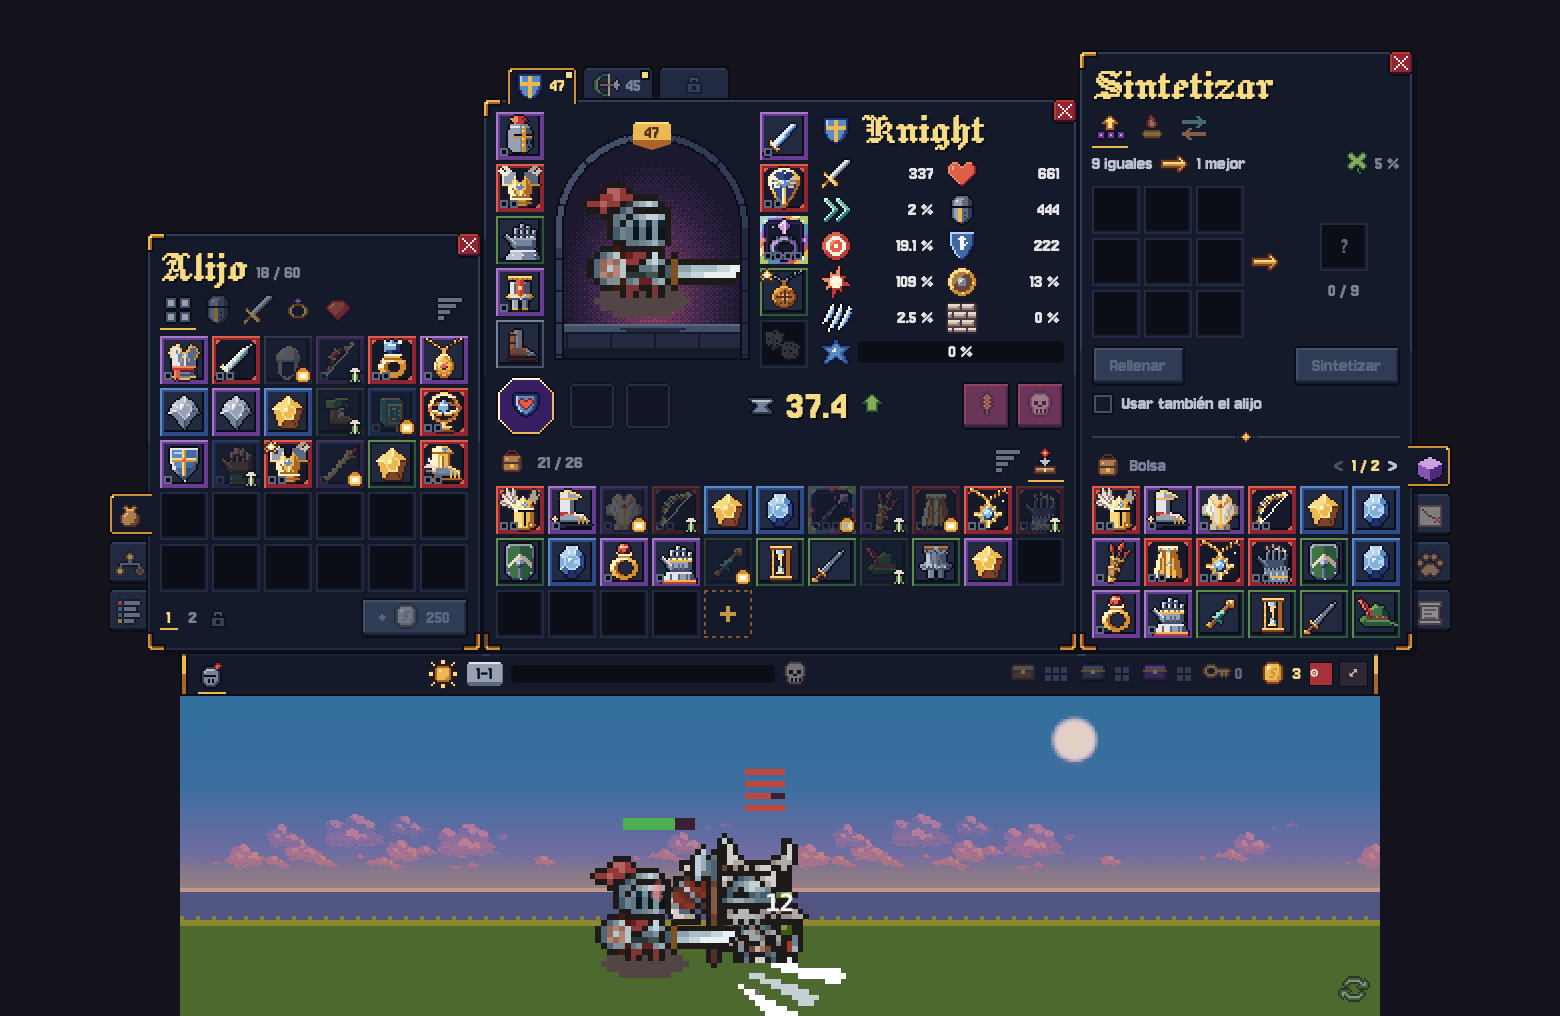 47
45
47
Knight
337
661
2 %
444
19.1 %
222
109 %
13 %
2.5 %
0 %
0 %
37.4
21 / 26
+
Alijo 18 / 60
1 2
+ 250
Sintetizar
9 iguales 1 mejor
5 %
?
0 / 9
Rellenar
Sintetizar
Usar también el alijo
Bolsa
< 1 / 2 >
1-1
0
3
12